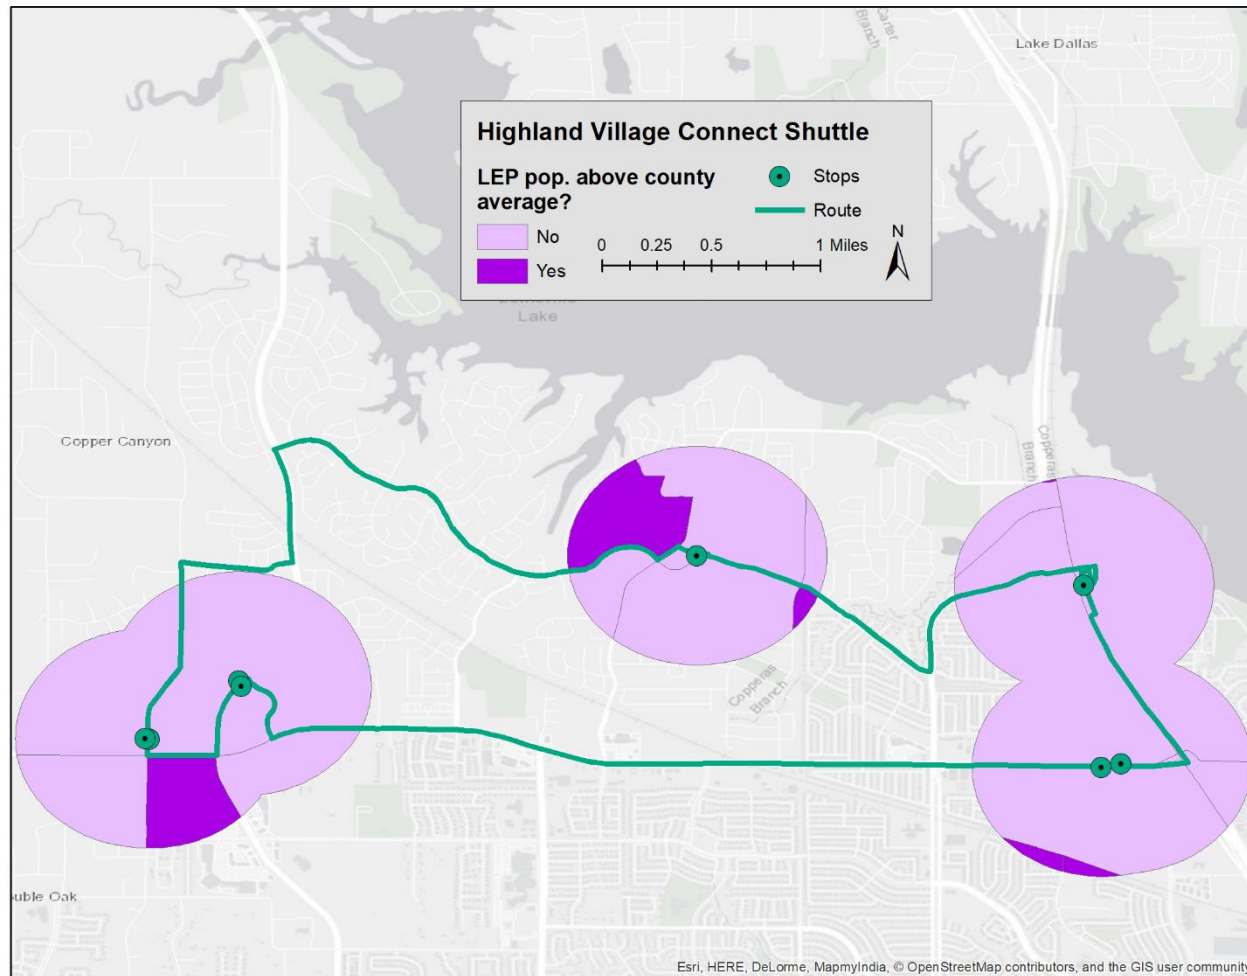 Carter
Branch
Lake Dallas
Highland Village Connect Shuttle
LEP pop. above county
average?
No
Yes
Stops
Route
0 0.25 0.5 1 Miles
N
Lake
Copper Canyon
Copperas
Branch
Copperas
Branch
uble Oak
Esri, HERE, DeLorme, MapmyIndia, © OpenStreetMap contributors, and the GIS user community